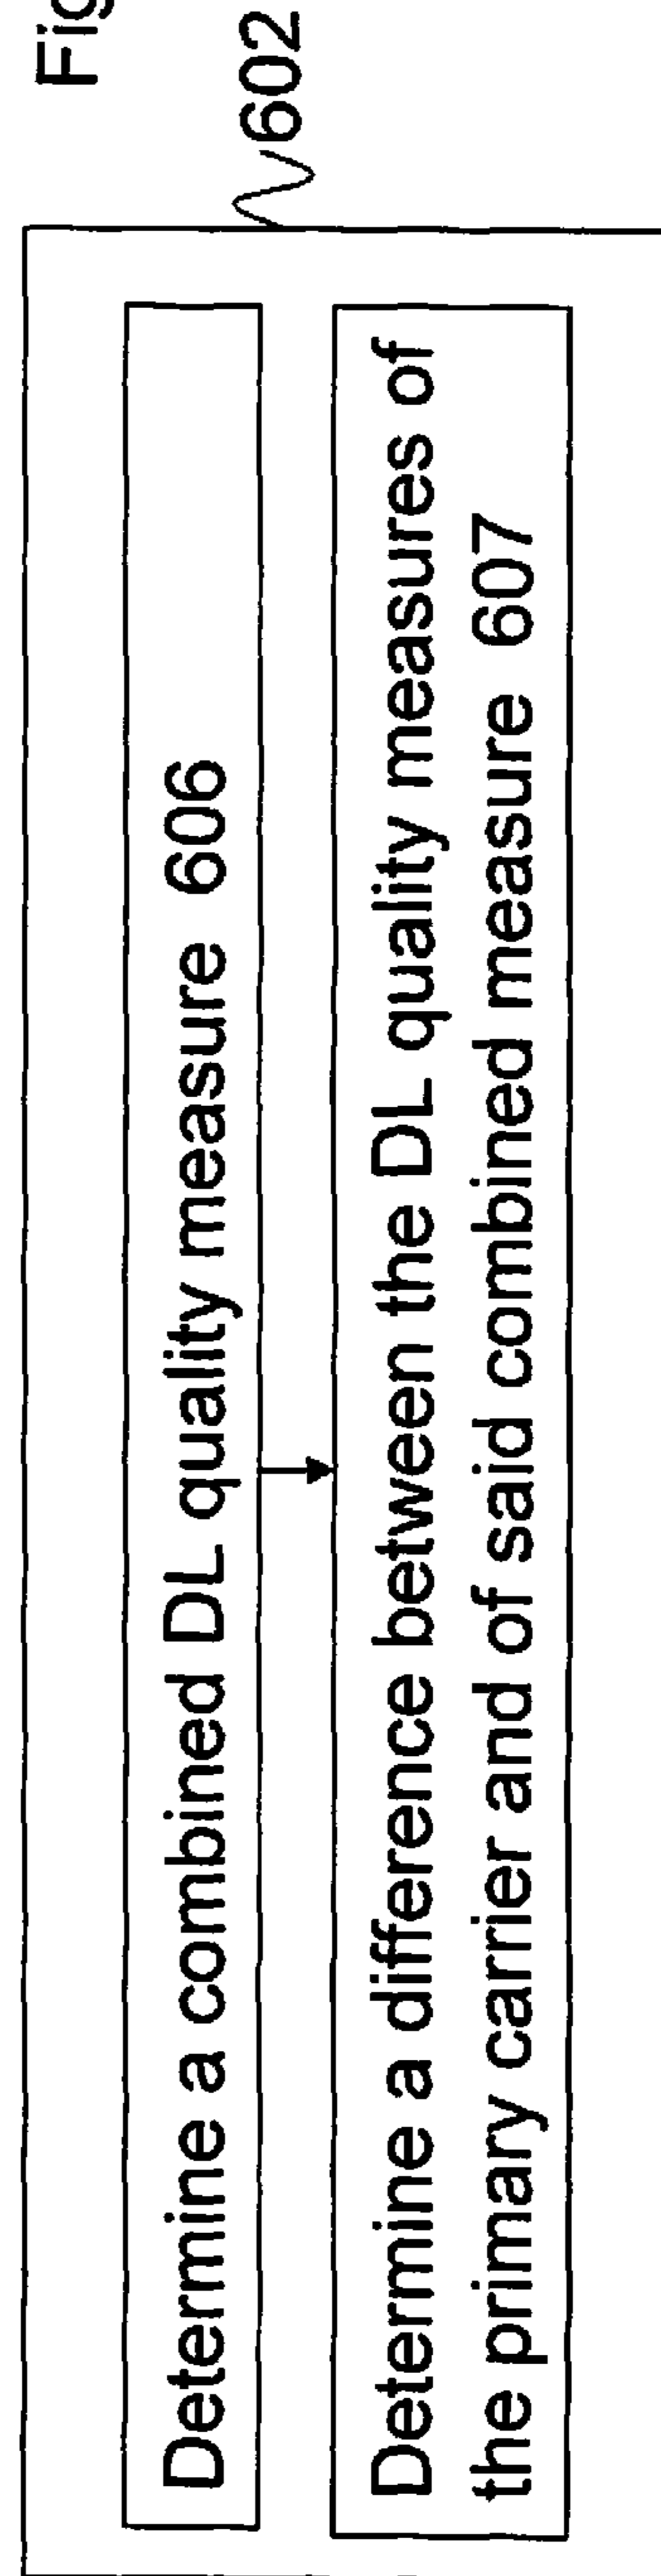 Fig
602
Determine a combined DL quality measure 606
Determine a difference between the DL quality measures of
the primary carrier and of said combined measure 607